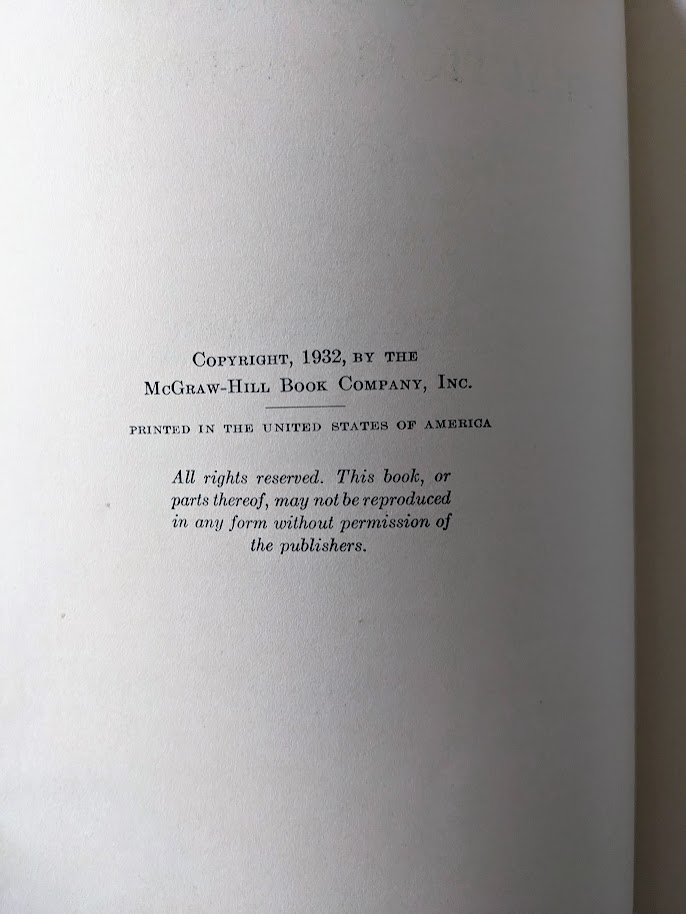 Copyright, 1932, by the
McGraw-Hill Book Company, Inc.
PRINTED IN THE UNITED STATES OF AMERICA
All rights reserved. This book, or
parts thereof, may not be reproduced
in any form without permission of
the publishers.